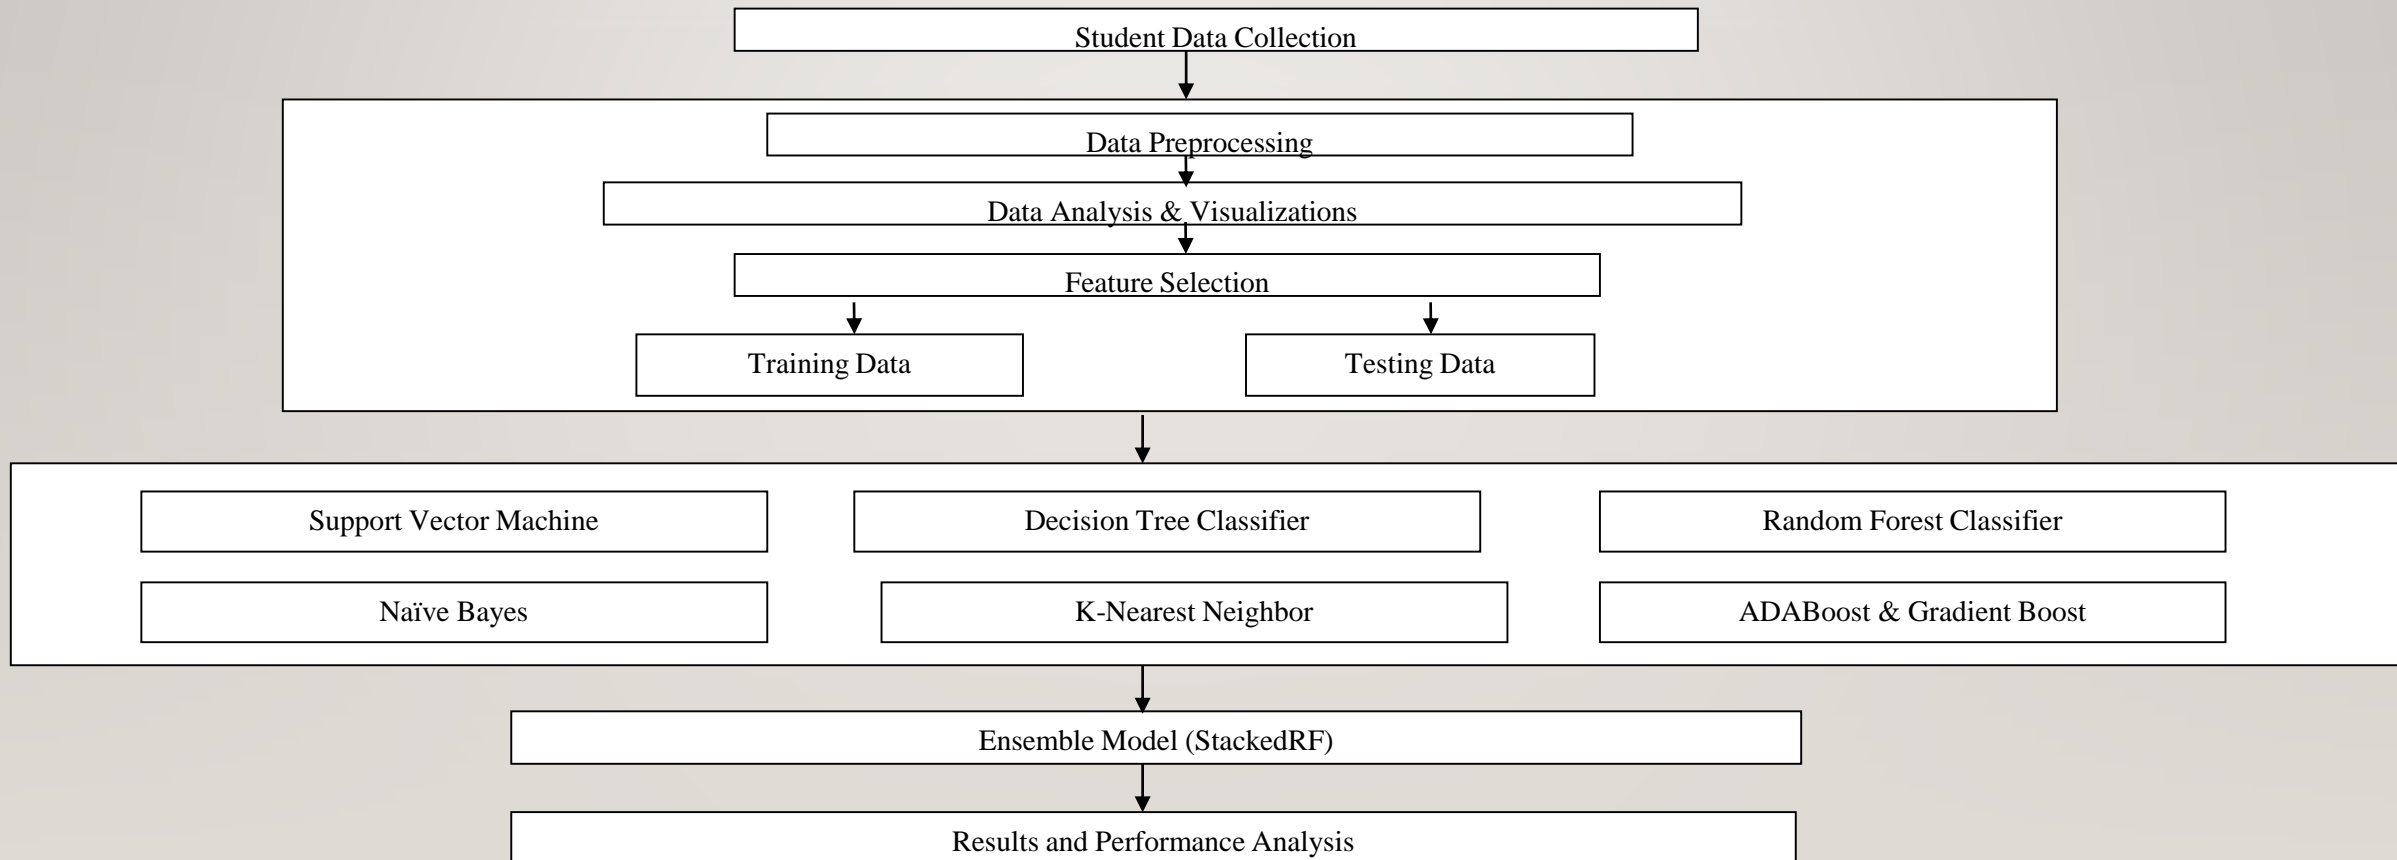 Student Data Collection
Data Preprocessing
Data Analysis & Visualizations
Feature Selection
Training Data
Testing Data
Support Vector Machine
Decision Tree Classifier
Random Forest Classifier
Naïve Bayes
K-Nearest Neighbor
ADABoost & Gradient Boost
Ensemble Model (StackedRF)
Results and Performance Analysis